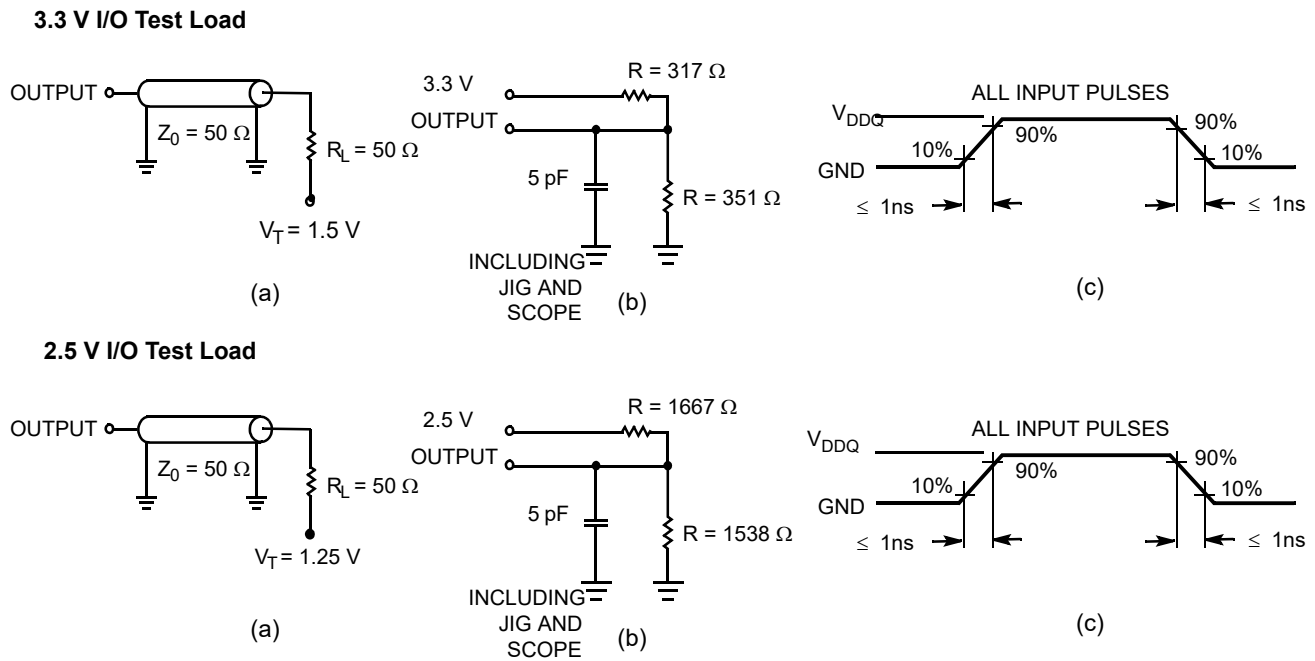 3.3 V I/O Test Load
OUTPUT
Z0 = 50 Ω
RL = 50 Ω
VT = 1.5 V
(a)
3.3 V
OUTPUT
R = 317 Ω
5 pF
R = 351 Ω
INCLUDING
JIG AND
SCOPE
(b)
ALL INPUT PULSES
VDDQ
GND
10%
90%
90%
10%
≤ 1ns
≤ 1ns
(c)
2.5 V I/O Test Load
OUTPUT
Z0 = 50 Ω
RL = 50 Ω
VT = 1.25 V
(a)
2.5 V
OUTPUT
R = 1667 Ω
5 pF
R = 1538 Ω
INCLUDING
JIG AND
SCOPE
(b)
ALL INPUT PULSES
VDDQ
GND
10%
90%
90%
10%
≤ 1ns
≤ 1ns
(c)